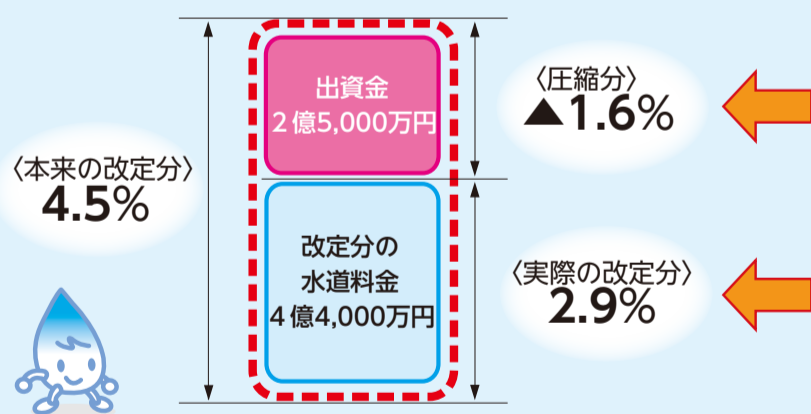 出資金
2億5,000万円
〈圧縮分〉
▲1.6%
〈本来の改定分〉
4.5%
改定分の
水道料金
4億4,000万円
〈実際の改定分〉
2.9%